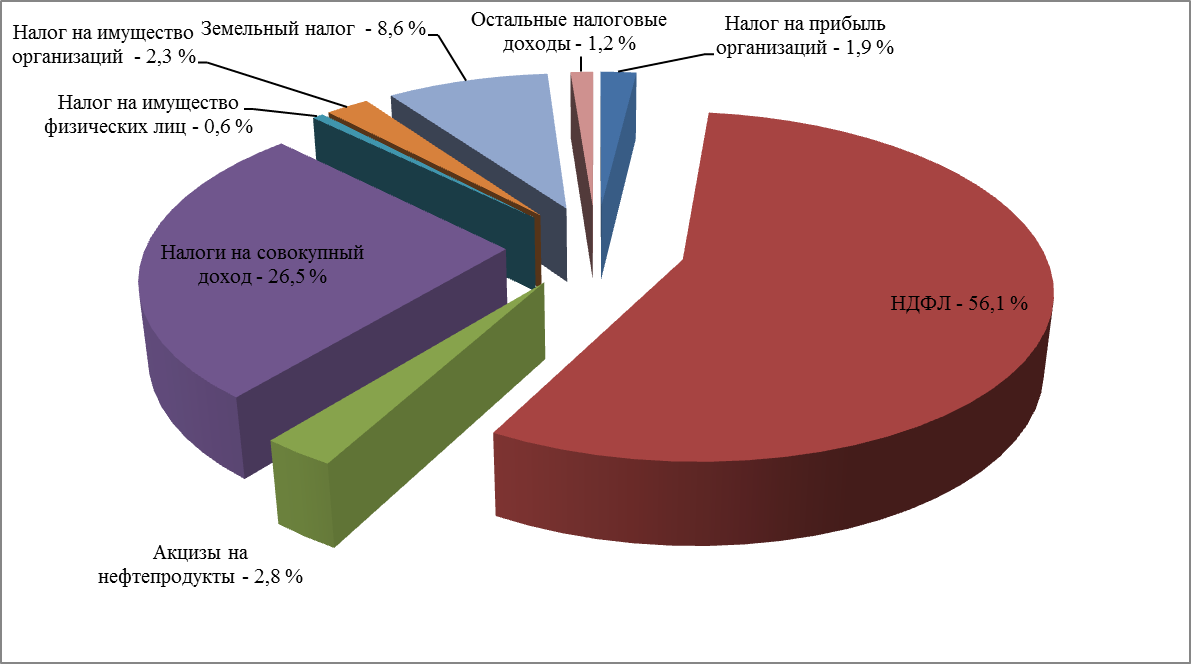 Налог на имущество
организаций - 2,3 %
Земельный налог - 8,6 %
Остальные налоговые
доходы - 1,2 %
Налог на прибыль
организаций - 1,9 %
Налог на имущество
физических лиц - 0,6 %
Налоги на совокупный
доход - 26,5 %
НДФЛ - 56,1 %
Акцизы на
нефтепродукты - 2,8 %